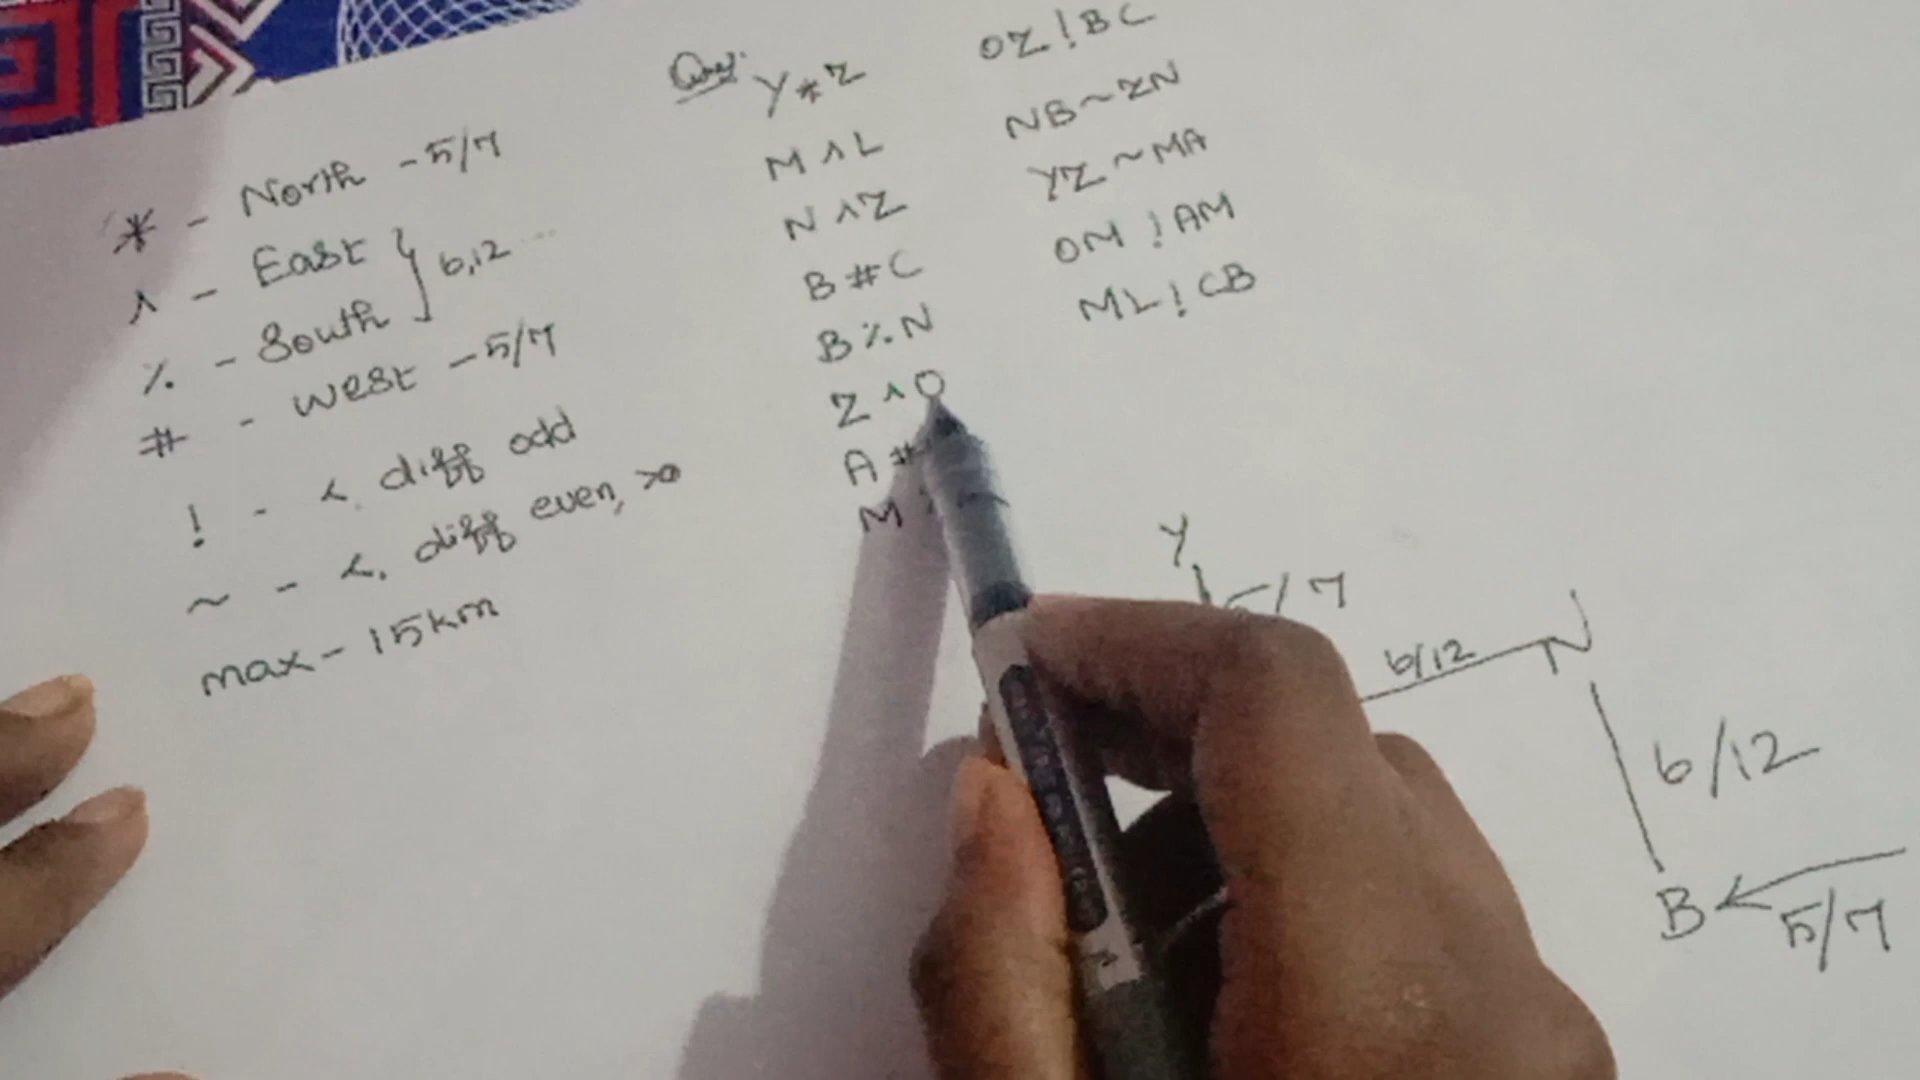 * - North - 5/7
^ - East } 6,12 ...
% - South
# - West - 5/7
! - <. diff odd
~ - <. diff even, >0
max - 15km
Ques:
Y * Z
M ^ L
N ^ Z
B # C
B % N
Z ^ O
A #
M
OZ ! BC
NB ~ ZN
YZ ~ MA
OM ! AM
ML ! CB
Y
5/7
6/12
N
6/12
B
5/7